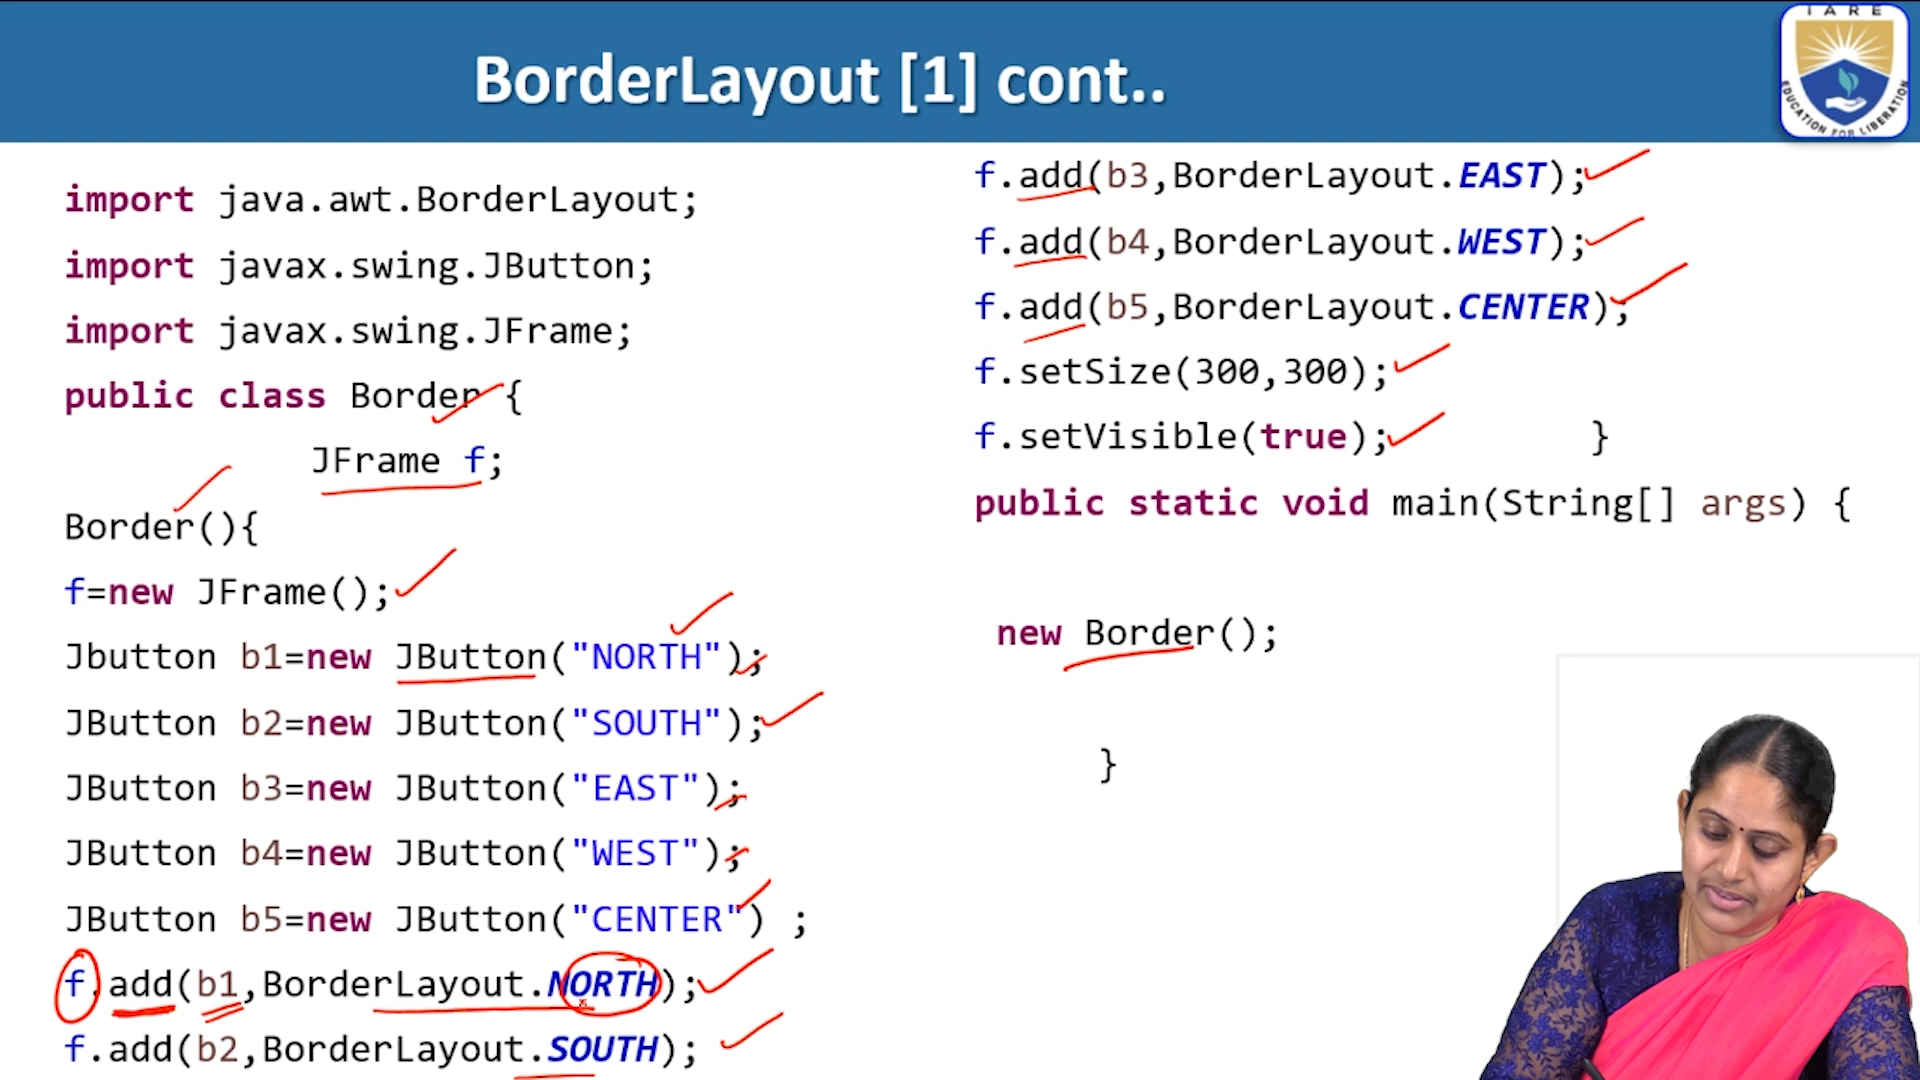 BorderLayout [1] cont..
IARE
EDUCATION FOR LIBERATION
import java.awt.BorderLayout;
import javax.swing.JButton;
import javax.swing.JFrame;
public class Border {
JFrame f;
Border(){
f=new JFrame();
Jbutton b1=new JButton("NORTH");
JButton b2=new JButton("SOUTH");
JButton b3=new JButton("EAST");
JButton b4=new JButton("WEST");
JButton b5=new JButton("CENTER") ;
f.add(b1,BorderLayout.NORTH);
f.add(b2,BorderLayout.SOUTH);
f.add(b3,BorderLayout.EAST);
f.add(b4,BorderLayout.WEST);
f.add(b5,BorderLayout.CENTER);
f.setSize(300,300);
f.setVisible(true); }
public static void main(String[] args) {
new Border();
}